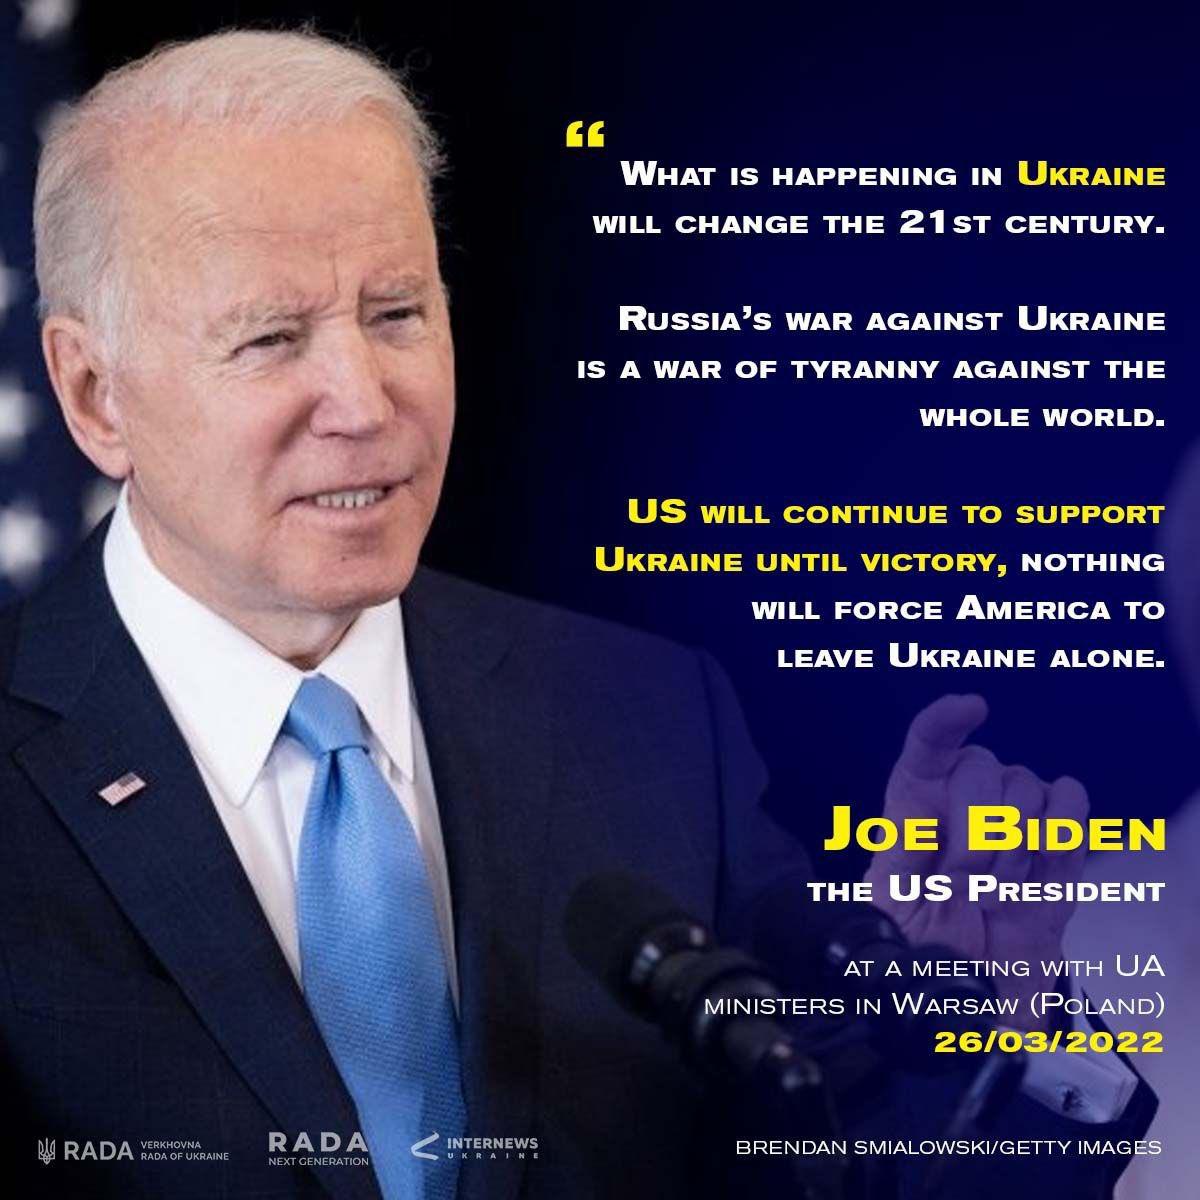 “
What is happening in Ukraine
will change the 21st century.
Russia’s war against Ukraine
is a war of tyranny against the
whole world.
US will continue to support
Ukraine until victory, nothing
will force America to
leave Ukraine alone.
Joe Biden
the US President
at a meeting with UA
ministers in Warsaw (Poland)
26/03/2022
RADA VERKHOVNA
RADA OF UKRAINE
RADA
NEXT GENERATION
INTERNEWS
UKRAINE
BRENDAN SMIALOWSKI/GETTY IMAGES